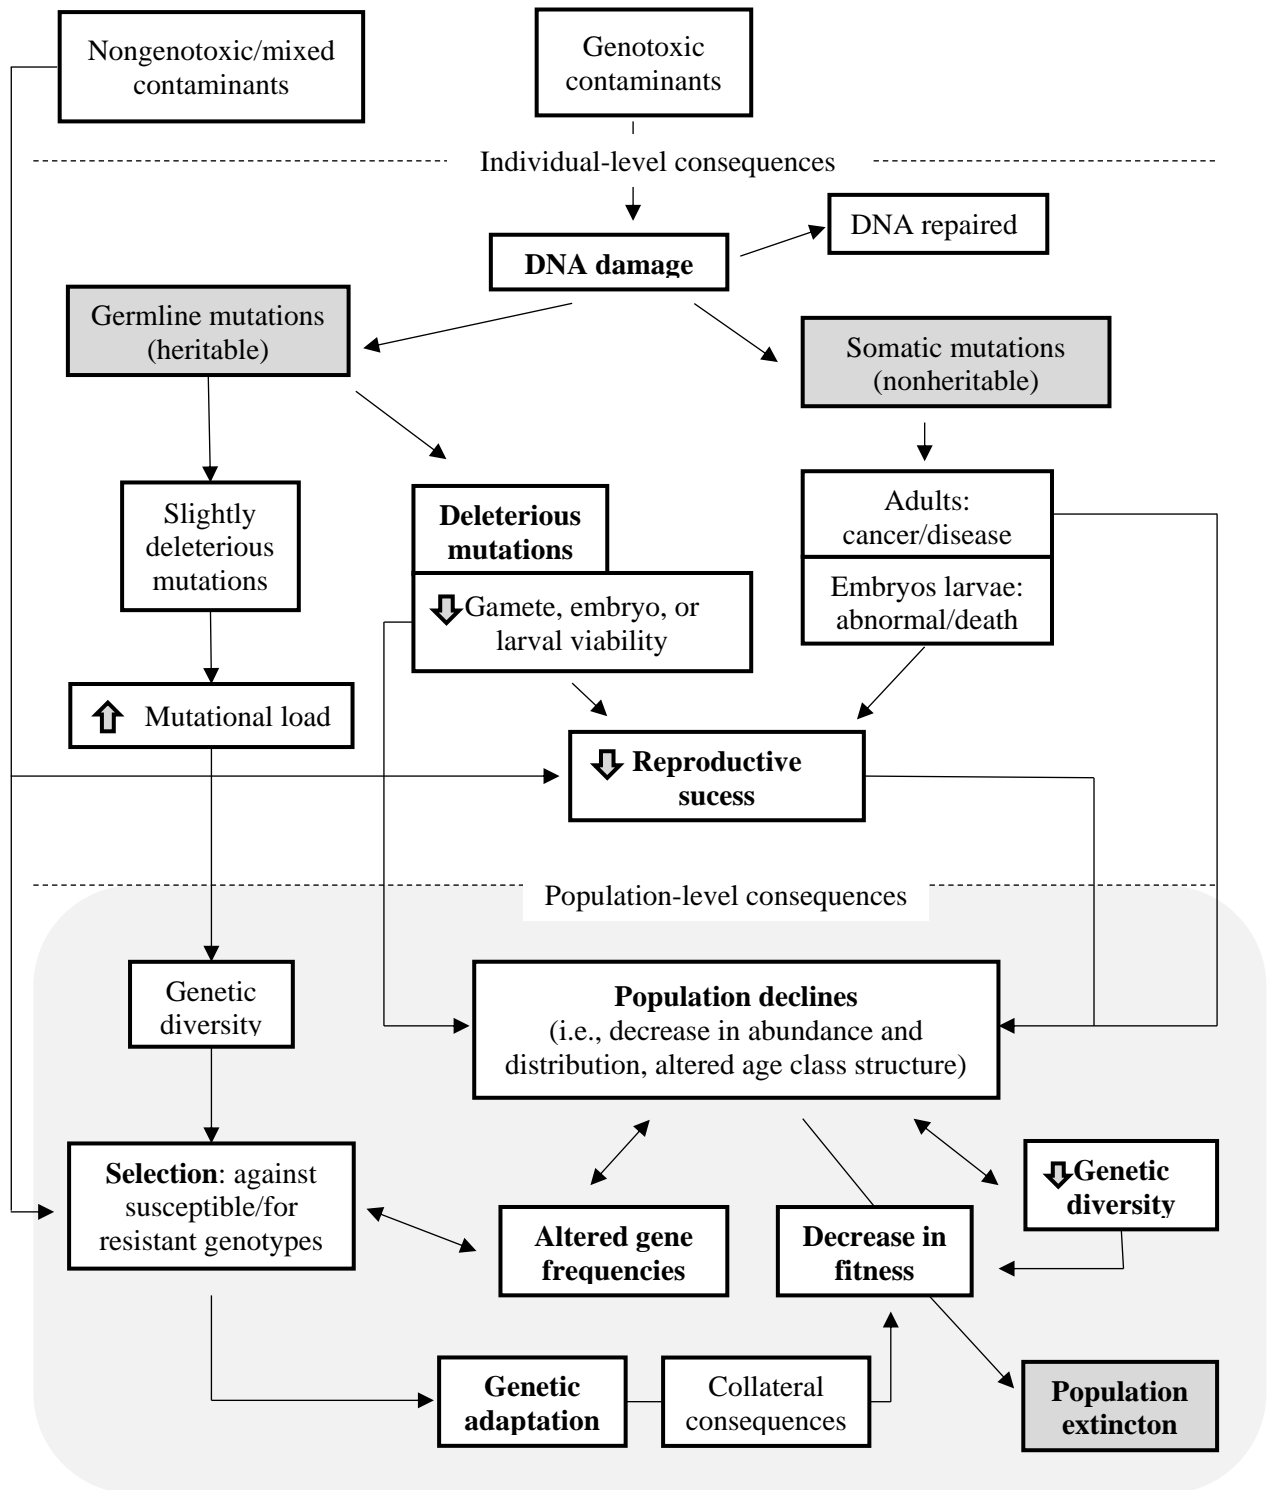 Nongenotoxic/mixed
contaminants
Genotoxic
contaminants
Individual-level consequences
DNA repaired
DNA damage
Germline mutations
(heritable)
Somatic mutations
(nonheritable)
Slightly
deleterious
mutations
Deleterious
mutations
Gamete, embryo, or
larval viability
Adults:
cancer/disease
Embryos larvae:
abnormal/death
Mutational load
Reproductive
sucess
Population-level consequences
Genetic
diversity
Population declines
(i.e., decrease in abundance and
distribution, altered age class structure)
Selection: against
susceptible/for
resistant genotypes
Altered gene
frequencies
Decrease in
fitness
Genetic
diversity
Genetic
adaptation
Collateral
consequences
Population
extincton